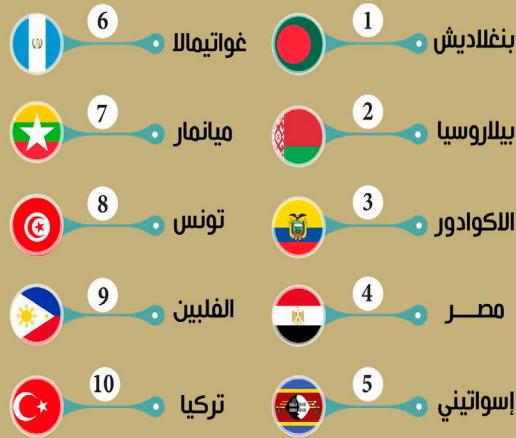 1 بنغلاديش
2 بيلاروسيا
3 الاكوادور
4 مصر
5 إسواتيني
6 غواتيمالا
7 ميانمار
8 تونس
9 الفلبين
10 تركيا